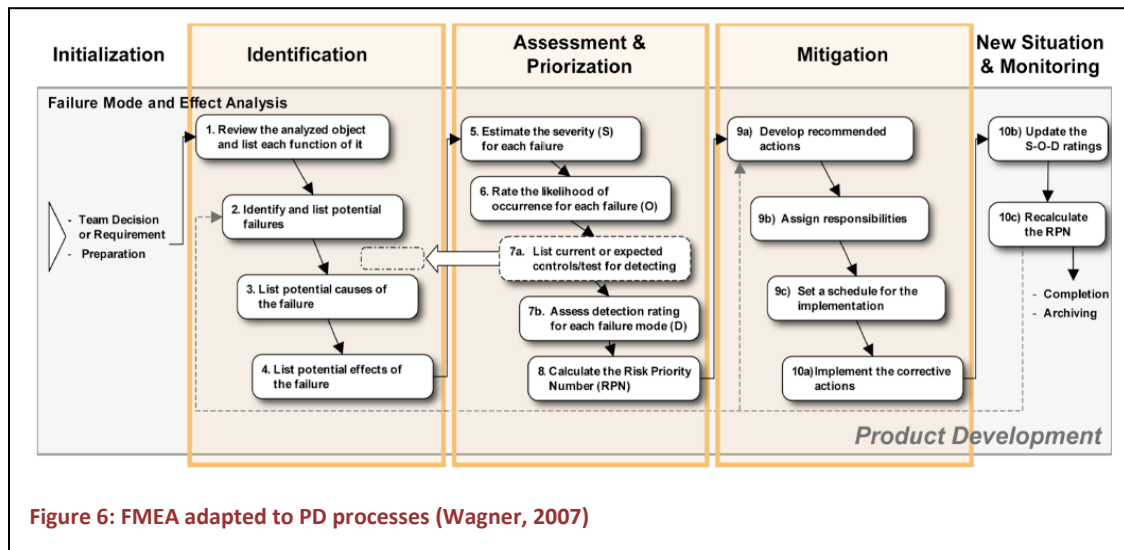 Initialization
Identification
Assessment &
Priorization
Mitigation
New Situation
& Monitoring
Failure Mode and Effect Analysis
- Team Decision
or Requirement
- Preparation
1. Review the analyzed object
and list each function of it
2. Identify and list potential
failures
3. List potential causes of
the failure
4. List potential effects of
the failure
5. Estimate the severity (S)
for each failure
6. Rate the likelihood of
occurrence for each failure (O)
7a. List current or expected
controls/test for detecting
7b. Assess detection rating
for each failure mode (D)
8. Calculate the Risk Priority
Number (RPN)
9a) Develop recommended
actions
9b) Assign responsibilities
9c) Set a schedule for the
implementation
10a) Implement the corrective
actions
10b) Update the
S-O-D ratings
10c) Recalculate
the RPN
- Completion
- Archiving
Product Development
Figure 6: FMEA adapted to PD processes (Wagner, 2007)